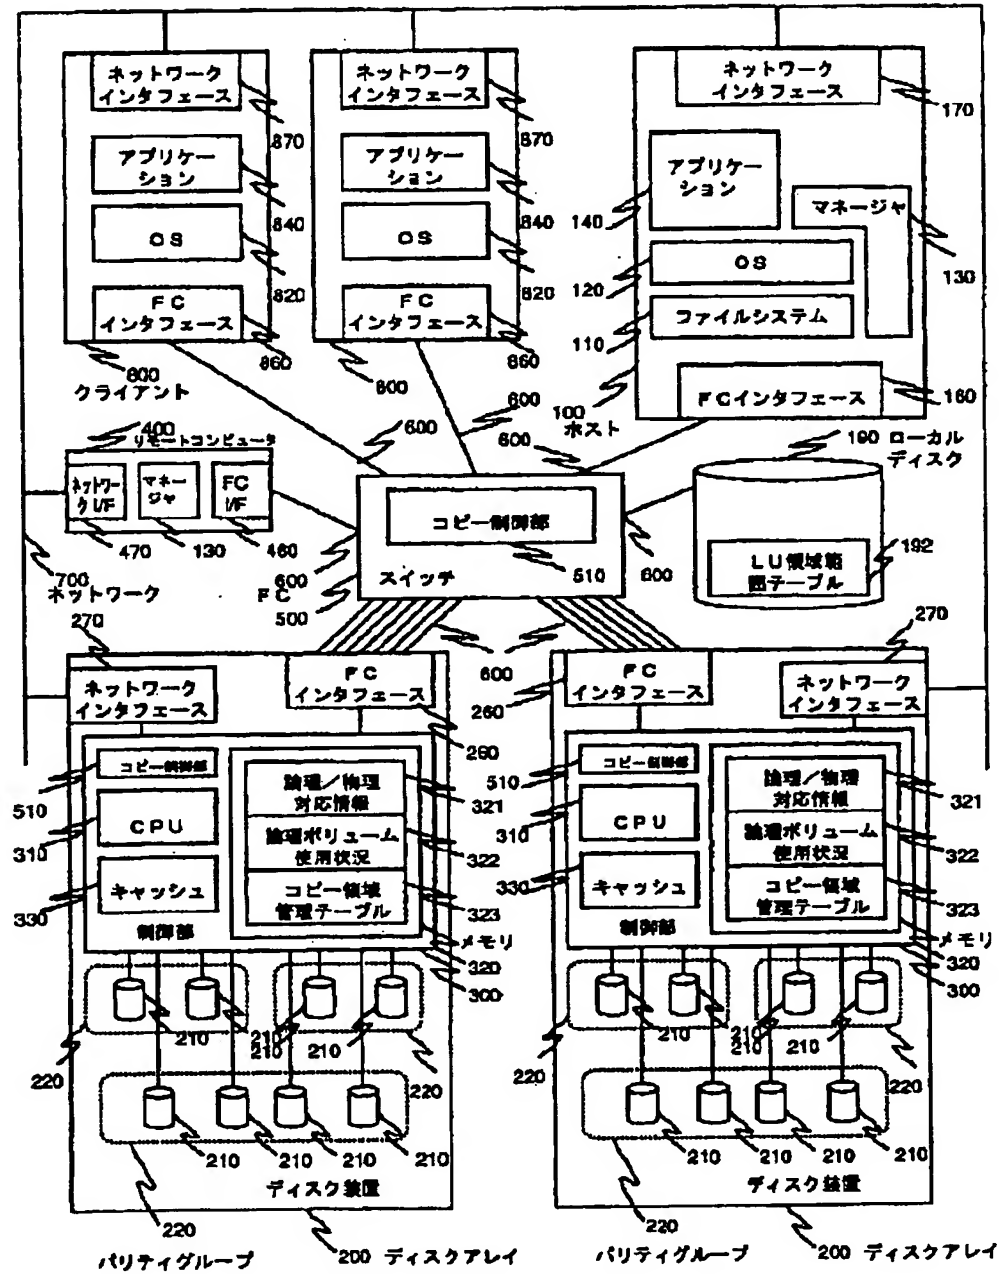 ネットワーク
インタフェース
870
アプリケー
ション
840
OS
820
FC
インタフェース
860
800
クライアント
ネットワーク
インタフェース
870
アプリケー
ション
840
OS
820
FC
インタフェース
860
800
ネットワーク
インタフェース
170
アプリケー
ション
140
マネージャ
130
OS
120
ファイルシステム
110
FCインタフェース
160
100
ホスト
600
600
600
400
リモートコンピュータ
ネットワー
クI/F
マネー
ジャ
FC
I/F
470
130
460
700
ネットワーク
コピー制御部
510
スイッチ
600
FC
500
600
190 ローカル
ディスク
LU領域範
囲テーブル
192
600
270
ネットワーク
インタフェース
FC
インタフェース
260
コピー制御部
510
CPU
310
キャッシュ
330
制御部
論理/物理
対応情報
321
論理ボリューム
使用状況
322
コピー領域
管理テーブル
323
メモリ
320
300
210
210
210
210
220
220
210
210
210
210
ディスク装置
220
パリティグループ
200 ディスクアレイ
270
FC
インタフェース
260
ネットワーク
インタフェース
コピー制御部
510
CPU
310
キャッシュ
330
制御部
論理/物理
対応情報
321
論理ボリューム
使用状況
322
コピー領域
管理テーブル
323
メモリ
320
300
210
210
210
210
220
220
210
210
210
210
ディスク装置
220
パリティグループ
200 ディスクアレイ